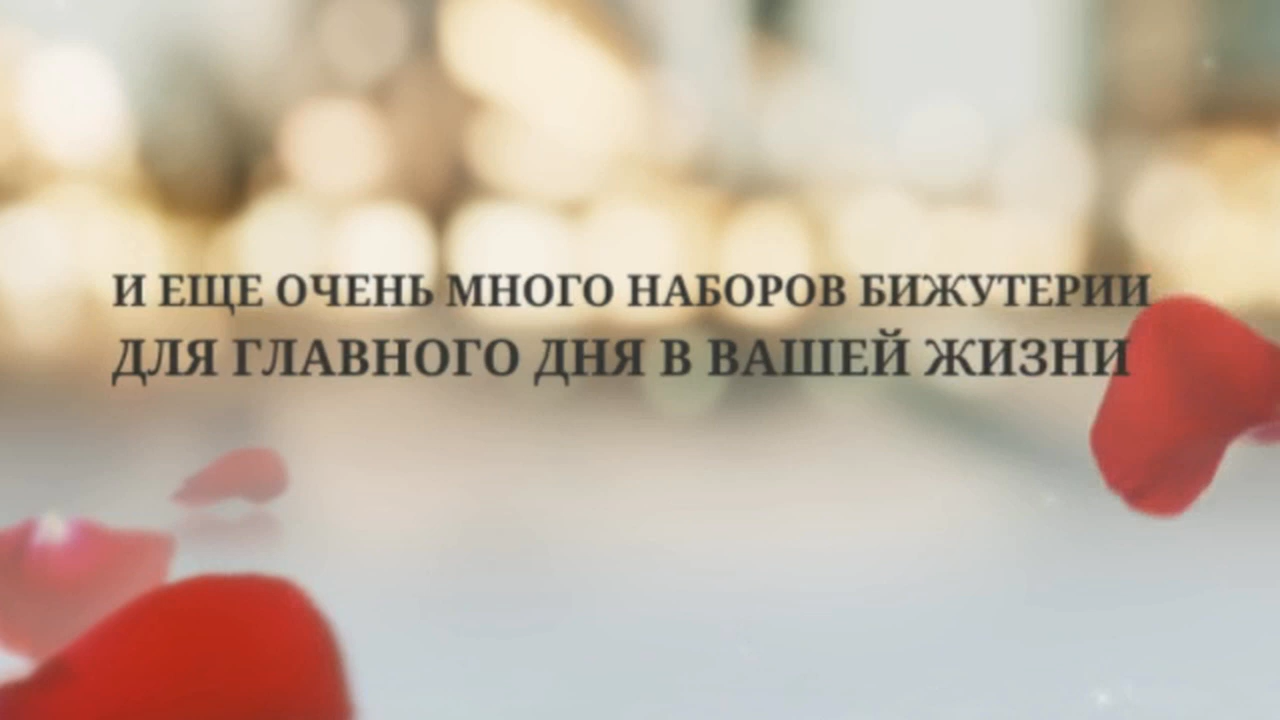 И ЕЩЕ ОЧЕНЬ МНОГО НАБОРОВ БИЖУТЕРИИ
ДЛЯ ГЛАВНОГО ДНЯ В ВАШЕЙ ЖИЗНИ